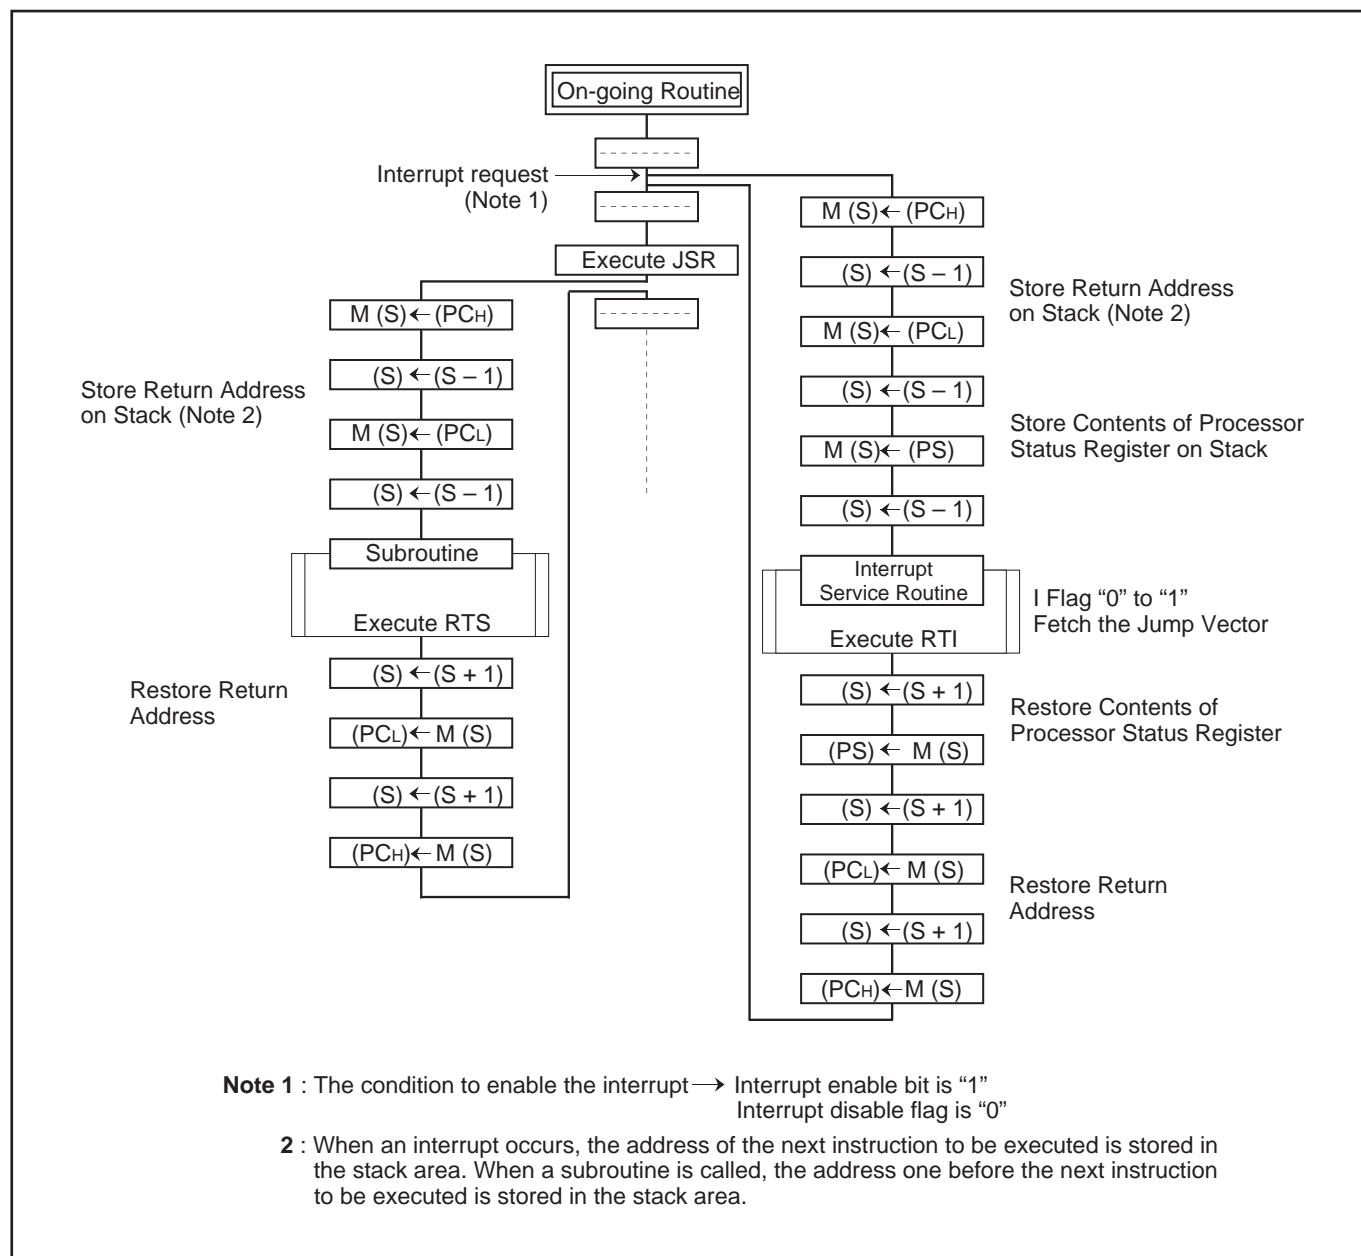 On-going Routine
Interrupt request
(Note 1)
Execute JSR
M (S) ← (PCH)
(S) ← (S – 1)
M (S) ← (PCL)
(S) ← (S – 1)
Store Return Address
on Stack (Note 2)
Subroutine
Execute RTS
(S) ← (S + 1)
(PCL) ← M (S)
(S) ← (S + 1)
(PCH) ← M (S)
Restore Return
Address
M (S) ← (PCH)
(S) ← (S – 1)
M (S) ← (PCL)
(S) ← (S – 1)
M (S) ← (PS)
(S) ← (S – 1)
Store Return Address
on Stack (Note 2)
Store Contents of Processor
Status Register on Stack
Interrupt
Service Routine
Execute RTI
I Flag “0” to “1”
Fetch the Jump Vector
(S) ← (S + 1)
(PS) ← M (S)
(S) ← (S + 1)
(PCL) ← M (S)
(S) ← (S + 1)
(PCH) ← M (S)
Restore Contents of
Processor Status Register
Restore Return
Address
Note 1 : The condition to enable the interrupt → Interrupt enable bit is “1”
Interrupt disable flag is “0”
2 : When an interrupt occurs, the address of the next instruction to be executed is stored in
the stack area. When a subroutine is called, the address one before the next instruction
to be executed is stored in the stack area.